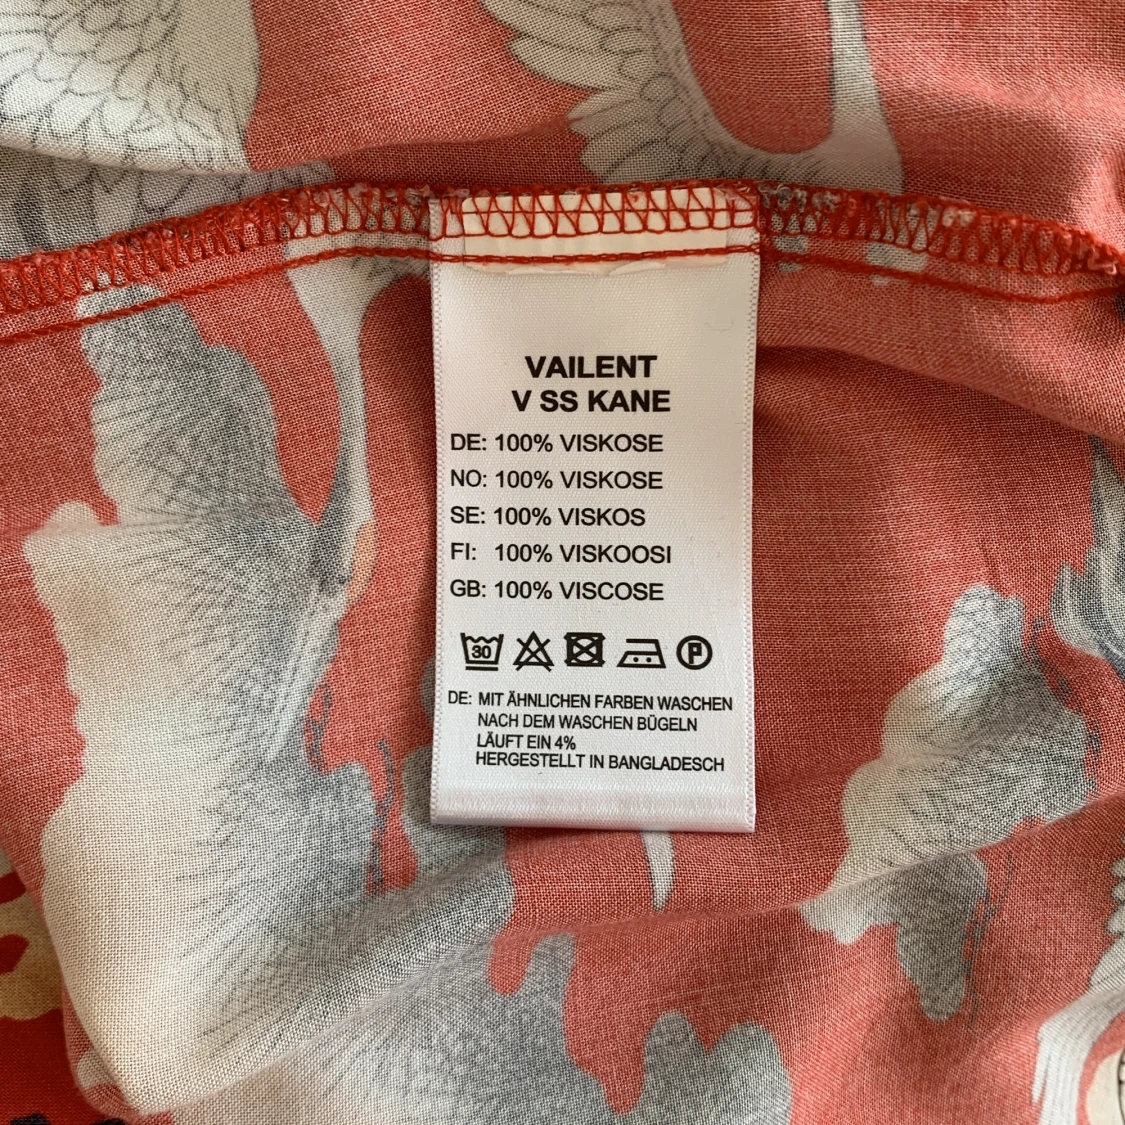 VAILENT
V SS KANE
DE: 100% VISKOSE
NO: 100% VISKOSE
SE: 100% VISKOS
FI: 100% VISKOOSI
GB: 100% VISCOSE
30 P
DE: MIT ÄHNLICHEN FARBEN WASCHEN
NACH DEM WASCHEN BÜGELN
LÄUFT EIN 4%
HERGESTELLT IN BANGLADESCH